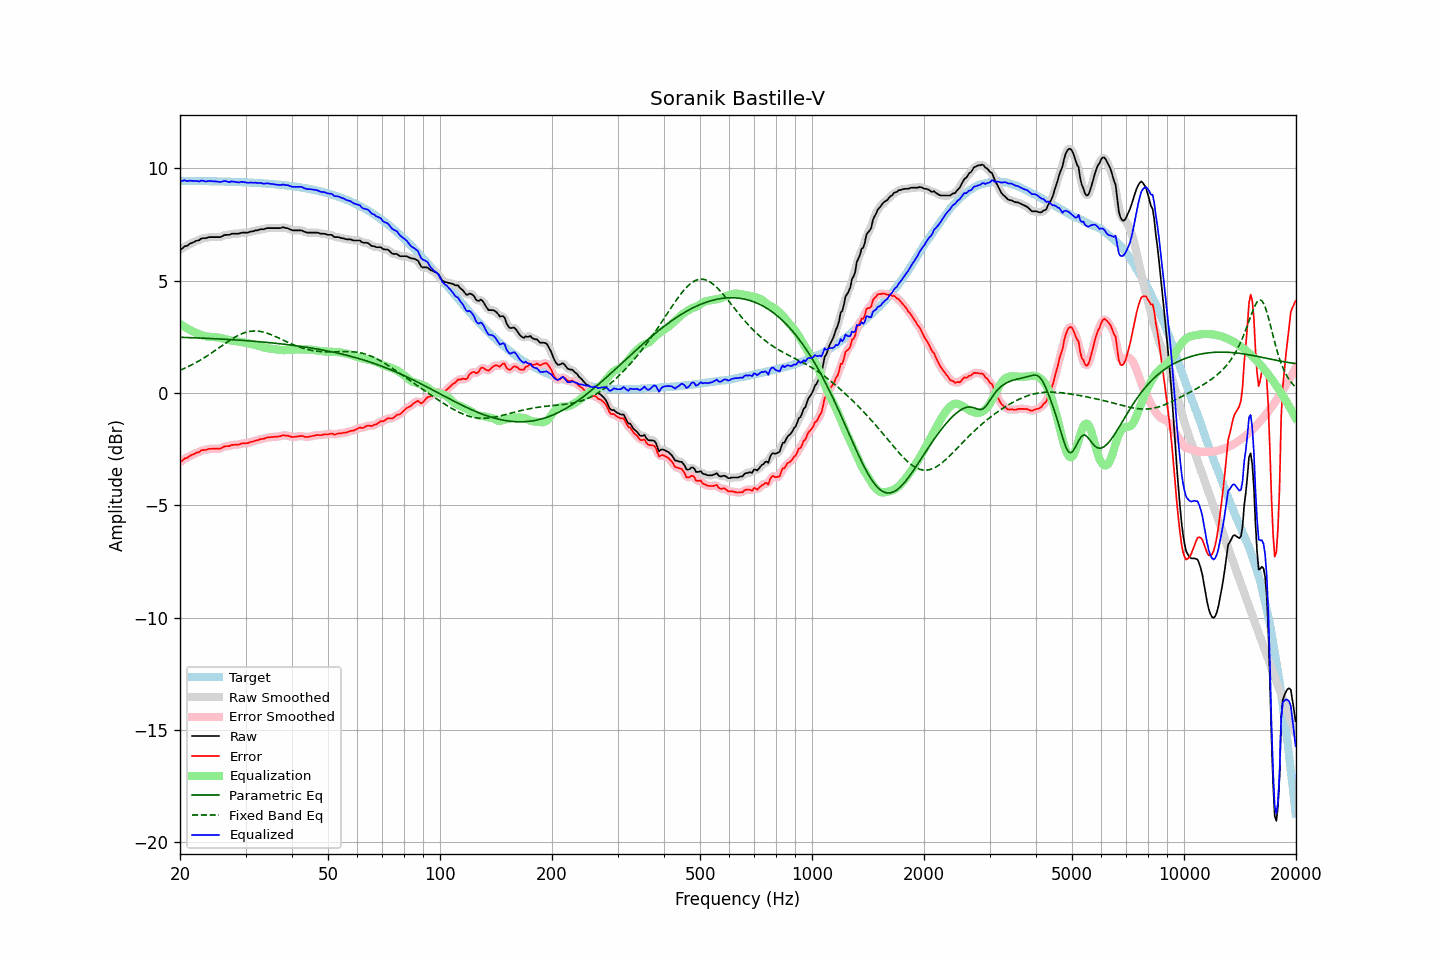 Soranik Bastille-V
Amplitude (dBr)
10
5
0
−5
−10
−15
−20
Target
Raw Smoothed
Error Smoothed
Raw
Error
Equalization
Parametric Eq
Fixed Band Eq
Equalized
20 50 100 200 500 1000 2000 5000 10000 20000
Frequency (Hz)